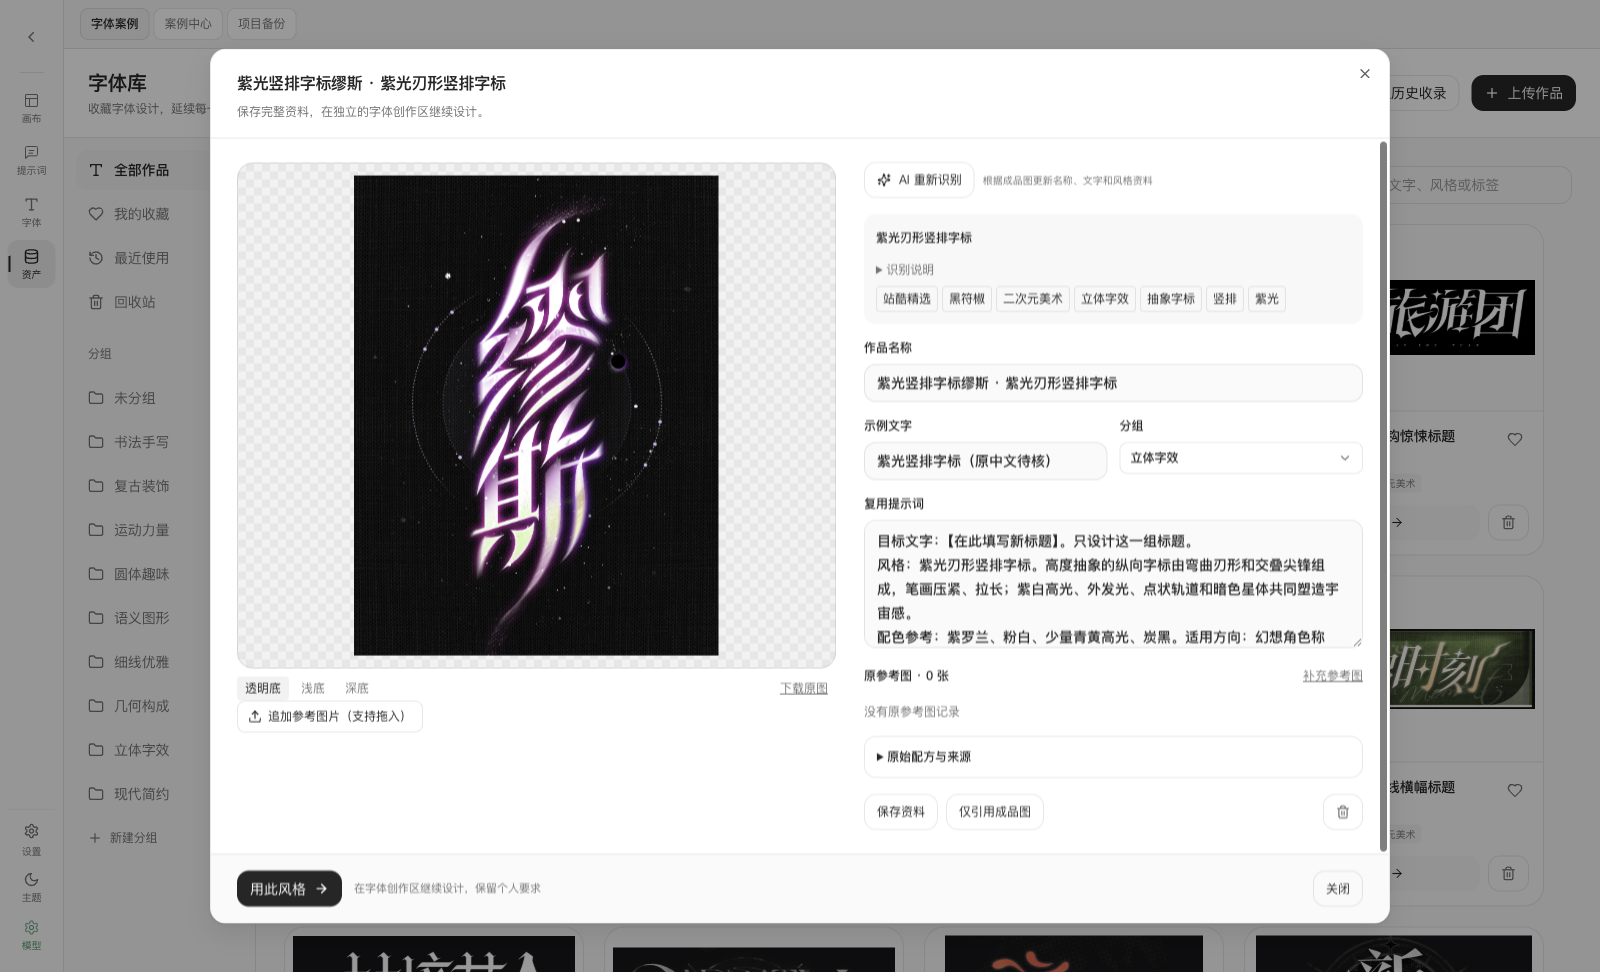 字体案例
案例中心
项目备份
字体库
收藏字体设计，延续每一
历史收录
上传作品
画布
提示词
字体
资产
设置
主题
模型
全部作品
我的收藏
最近使用
回收站
分组
未分组
书法手写
复古装饰
运动力量
圆体趣味
语义图形
细线优雅
几何构成
立体字效
现代简约
新建分组
文字、风格或标签
紫光竖排字标缪斯 · 紫光刃形竖排字标
保存完整资料，在独立的字体创作区继续设计。
缪斯
透明底
浅底
深底
下载原图
追加参考图片（支持拖入）
AI 重新识别
根据成品图更新名称、文字和风格资料
紫光刃形竖排字标
识别说明
站酷精选
黑符椒
二次元美术
立体字效
抽象字标
竖排
紫光
作品名称
紫光竖排字标缪斯 · 紫光刃形竖排字标
示例文字
分组
紫光竖排字标（原中文待核）
立体字效
复用提示词
目标文字：【在此填写新标题】。只设计这一组标题。
风格：紫光刃形竖排字标。高度抽象的纵向字标由弯曲刃形和交叠尖锋组
成，笔画压紧、拉长；紫白高光、外发光、点状轨道和暗色星体共同塑造宇
宙感。
配色参考：紫罗兰、粉白、少量青黄高光、炭黑。适用方向：幻想角色称
原参考图 · 0 张
补充参考图
没有原参考图记录
原始配方与来源
保存资料
仅引用成品图
用此风格
在字体创作区继续设计，保留个人要求
关闭
旅游团
惊悚标题
元美术
时刻
线横幅标题
元美术